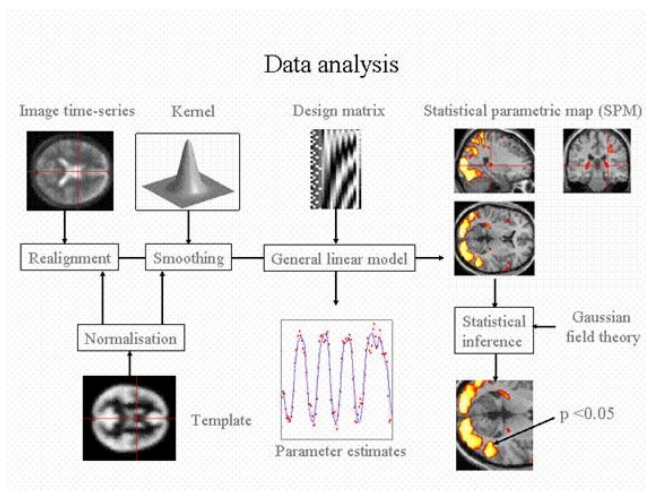 Data analysis
Image time-series
Kernel
Design matrix
Statistical parametric map (SPM)
Realignment
Smoothing
General linear model
Normalisation
Statistical
inference
Gaussian
field theory
Template
Parameter estimates
p <0.05